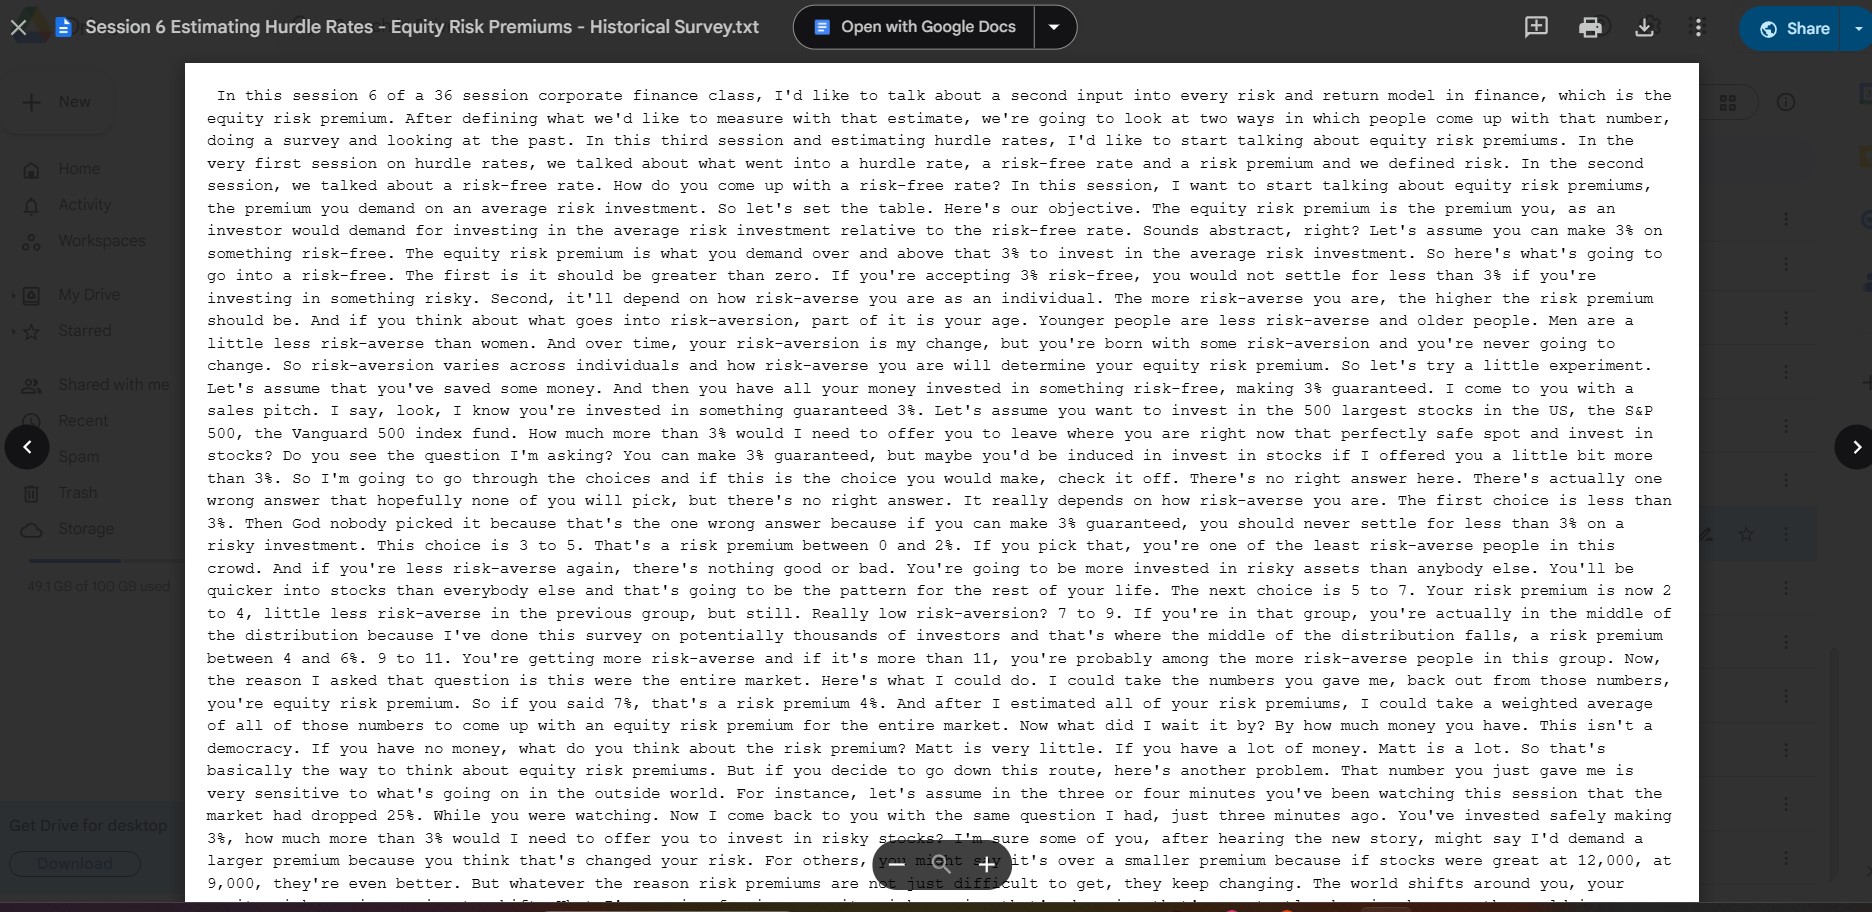 Session 6 Estimating Hurdle Rates - Equity Risk Premiums - Historical Survey.txt
Open with Google Docs
Share
New
Home
Activity
Workspaces
My Drive
Starred
Shared with me
Recent
Spam
Trash
Storage
49.1 GB of 100 GB used
Get Drive for desktop
Download
In this session 6 of a 36 session corporate finance class, I'd like to talk about a second input into every risk and return model in finance, which is the
equity risk premium. After defining what we'd like to measure with that estimate, we're going to look at two ways in which people come up with that number,
doing a survey and looking at the past. In this third session and estimating hurdle rates, I'd like to start talking about equity risk premiums. In the
very first session on hurdle rates, we talked about what went into a hurdle rate, a risk-free rate and a risk premium and we defined risk. In the second
session, we talked about a risk-free rate. How do you come up with a risk-free rate? In this session, I want to start talking about equity risk premiums,
the premium you demand on an average risk investment. So let's set the table. Here's our objective. The equity risk premium is the premium you, as an
investor would demand for investing in the average risk investment relative to the risk-free rate. Sounds abstract, right? Let's assume you can make 3% on
something risk-free. The equity risk premium is what you demand over and above that 3% to invest in the average risk investment. So here's what's going to
go into a risk-free. The first is it should be greater than zero. If you're accepting 3% risk-free, you would not settle for less than 3% if you're
investing in something risky. Second, it'll depend on how risk-averse you are as an individual. The more risk-averse you are, the higher the risk premium
should be. And if you think about what goes into risk-aversion, part of it is your age. Younger people are less risk-averse and older people. Men are a
little less risk-averse than women. And over time, your risk-aversion is my change, but you're born with some risk-aversion and you're never going to
change. So risk-aversion varies across individuals and how risk-averse you are will determine your equity risk premium. So let's try a little experiment.
Let's assume that you've saved some money. And then you have all your money invested in something risk-free, making 3% guaranteed. I come to you with a
sales pitch. I say, look, I know you're invested in something guaranteed 3%. Let's assume you want to invest in the 500 largest stocks in the US, the S&P
500, the Vanguard 500 index fund. How much more than 3% would I need to offer you to leave where you are right now that perfectly safe spot and invest in
stocks? Do you see the question I'm asking? You can make 3% guaranteed, but maybe you'd be induced in invest in stocks if I offered you a little bit more
than 3%. So I'm going to go through the choices and if this is the choice you would make, check it off. There's no right answer here. There's actually one
wrong answer that hopefully none of you will pick, but there's no right answer. It really depends on how risk-averse you are. The first choice is less than
3%. Then God nobody picked it because that's the one wrong answer because if you can make 3% guaranteed, you should never settle for less than 3% on a
risky investment. This choice is 3 to 5. That's a risk premium between 0 and 2%. If you pick that, you're one of the least risk-averse people in this
crowd. And if you're less risk-averse again, there's nothing good or bad. You're going to be more invested in risky assets than anybody else. You'll be
quicker into stocks than everybody else and that's going to be the pattern for the rest of your life. The next choice is 5 to 7. Your risk premium is now 2
to 4, little less risk-averse in the previous group, but still. Really low risk-aversion? 7 to 9. If you're in that group, you're actually in the middle of
the distribution because I've done this survey on potentially thousands of investors and that's where the middle of the distribution falls, a risk premium
between 4 and 6%. 9 to 11. You're getting more risk-averse and if it's more than 11, you're probably among the more risk-averse people in this group. Now,
the reason I asked that question is this were the entire market. Here's what I could do. I could take the numbers you gave me, back out from those numbers,
you're equity risk premium. So if you said 7%, that's a risk premium 4%. And after I estimated all of your risk premiums, I could take a weighted average
of all of those numbers to come up with an equity risk premium for the entire market. Now what did I wait it by? By how much money you have. This isn't a
democracy. If you have no money, what do you think about the risk premium? Matt is very little. If you have a lot of money. Matt is a lot. So that's
basically the way to think about equity risk premiums. But if you decide to go down this route, here's another problem. That number you just gave me is
very sensitive to what's going on in the outside world. For instance, let's assume in the three or four minutes you've been watching this session that the
market had dropped 25%. While you were watching. Now I come back to you with the same question I had, just three minutes ago. You've invested safely making
3%, how much more than 3% would I need to offer you to invest in risky stocks? I'm sure some of you, after hearing the new story, might say I'd demand a
larger premium because you think that's changed your risk. For others, you might say it's over a smaller premium because if stocks were great at 12,000, at
9,000, they're even better. But whatever the reason risk premiums are not just difficult to get, they keep changing. The world shifts around you, your